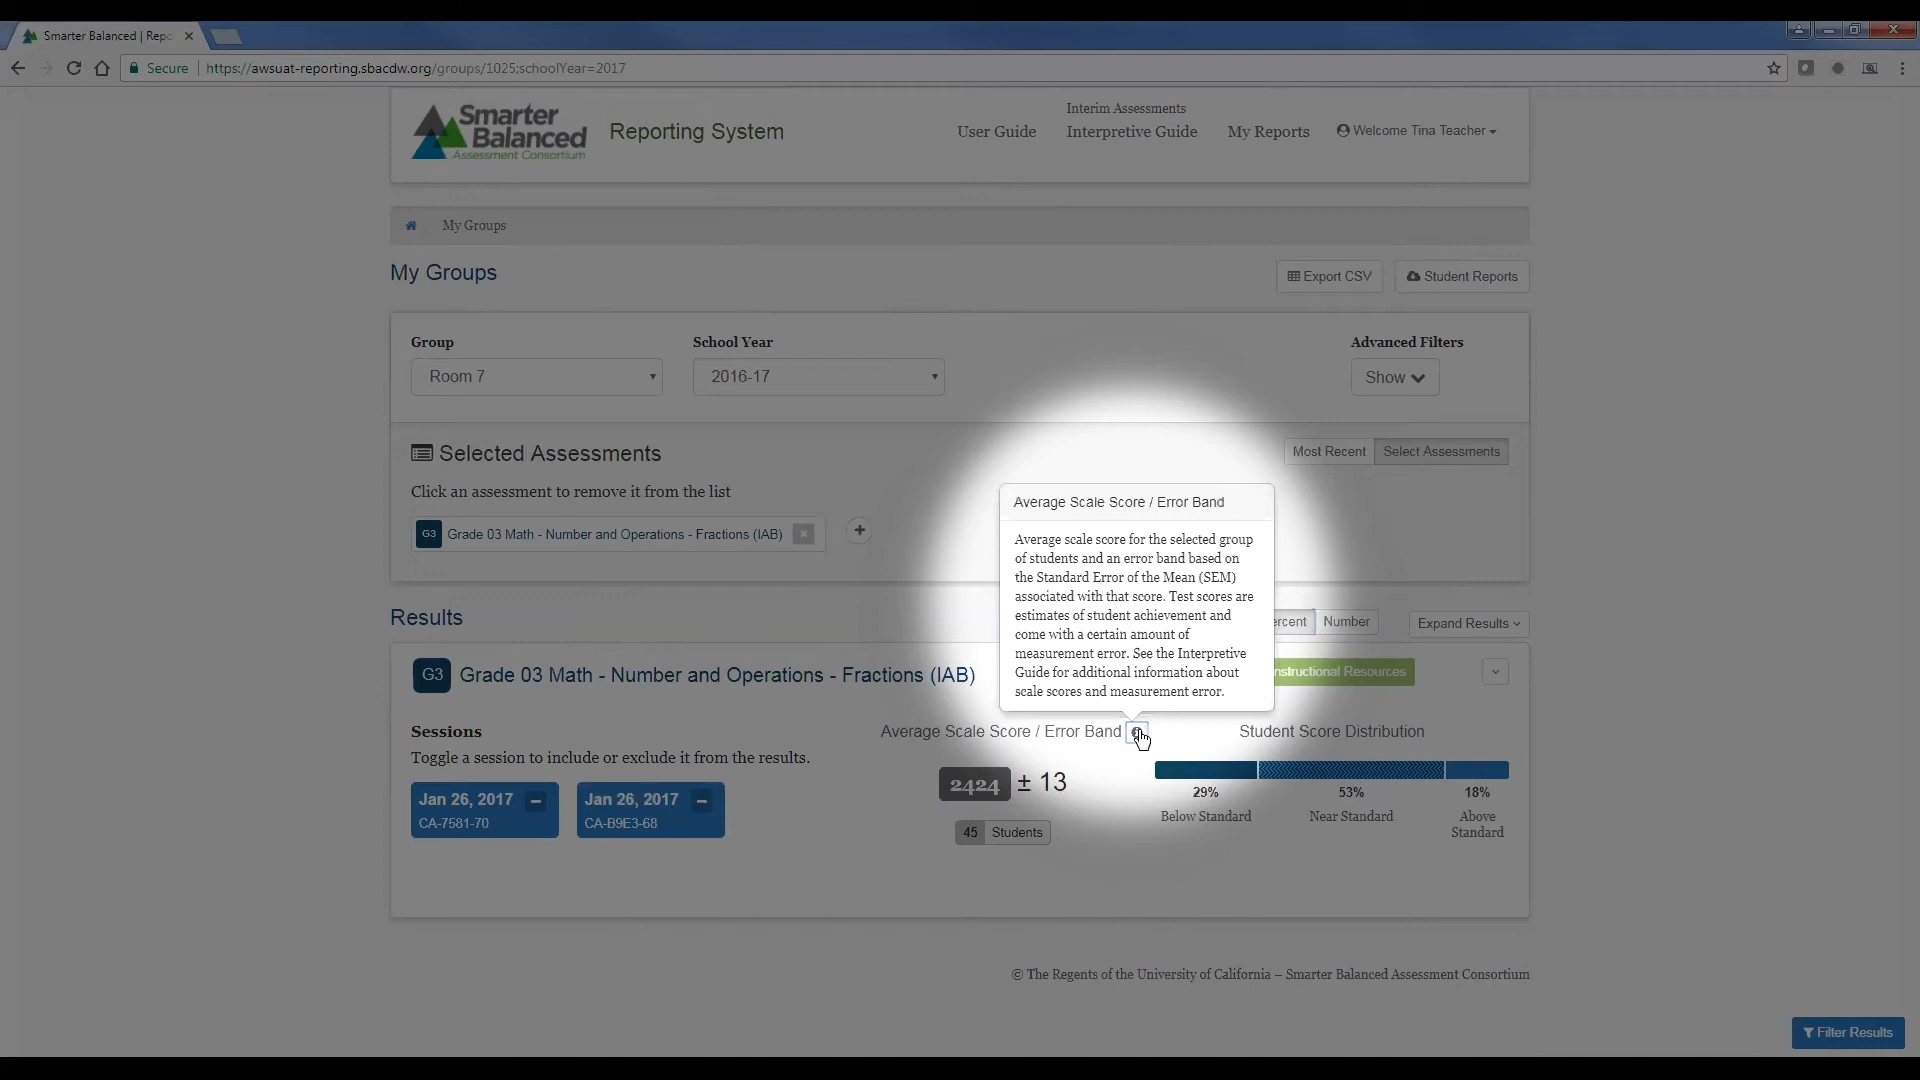 Smarter Balanced | Repo
Secure
https://awsuat-reporting.sbacdw.org/groups/1025;schoolYear=2017
Smarter
Balanced
Assessment Consortium
Reporting System
User Guide
Interim Assessments
Interpretive Guide
My Reports
Welcome Tina Teacher
My Groups
My Groups
Export CSV
Student Reports
Group
School Year
Advanced Filters
Room 7
2016-17
Show
Selected Assessments
Most Recent
Select Assessments
Click an assessment to remove it from the list
G3 Grade 03 Math - Number and Operations - Fractions (IAB)
Average Scale Score / Error Band
Average scale score for the selected group
of students and an error band based on
the Standard Error of the Mean (SEM)
associated with that score. Test scores are
estimates of student achievement and
come with a certain amount of
measurement error. See the Interpretive
Guide for additional information about
scale scores and measurement error.
Results
Number
Expand Results
G3 Grade 03 Math - Number and Operations - Fractions (IAB)
Resources
Sessions
Average Scale Score / Error Band
Student Score Distribution
Toggle a session to include or exclude it from the results.
Jan 26, 2017
CA-7581-70
Jan 26, 2017
CA-B9E3-68
2424 ± 13
45 Students
29%
53%
18%
Below Standard
Near Standard
Above
Standard
© The Regents of the University of California – Smarter Balanced Assessment Consortium
Filter Results